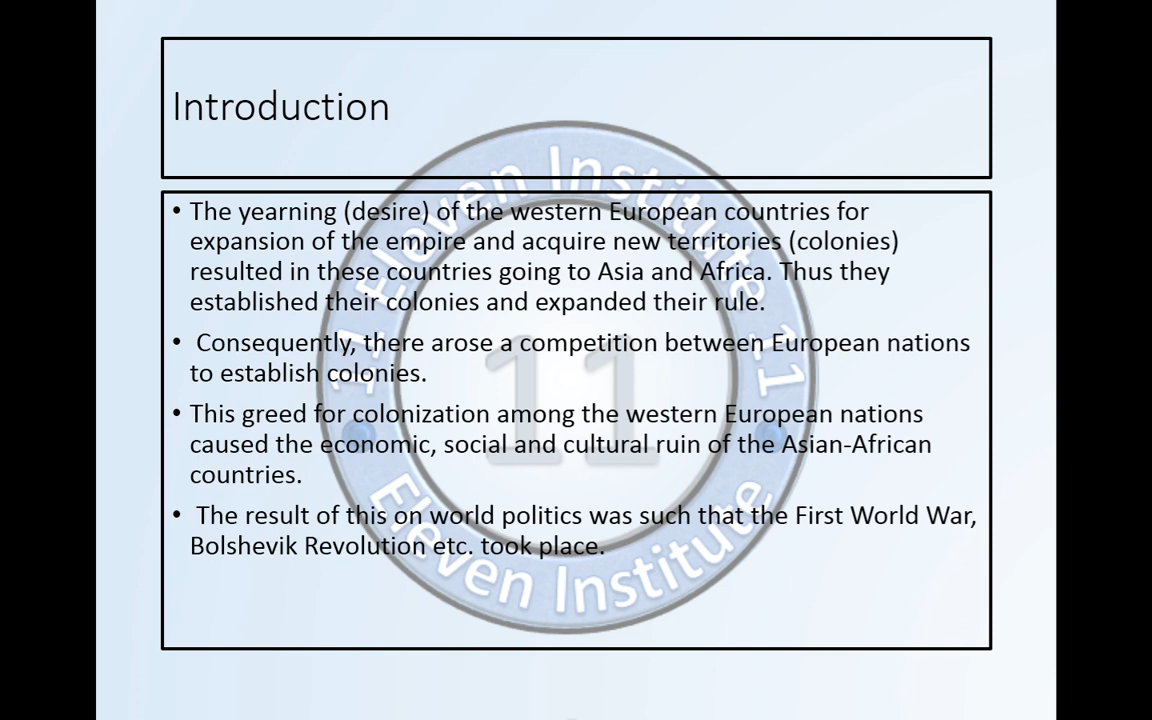 Introduction
• The yearning (desire) of the western European countries for
expansion of the empire and acquire new territories (colonies)
resulted in these countries going to Asia and Africa. Thus they
established their colonies and expanded their rule.
• Consequently, there arose a competition between European nations
to establish colonies.
• This greed for colonization among the western European nations
caused the economic, social and cultural ruin of the Asian-African
countries.
• The result of this on world politics was such that the First World War,
Bolshevik Revolution etc. took place.
11 Eleven Institute 11
11
Eleven Institute